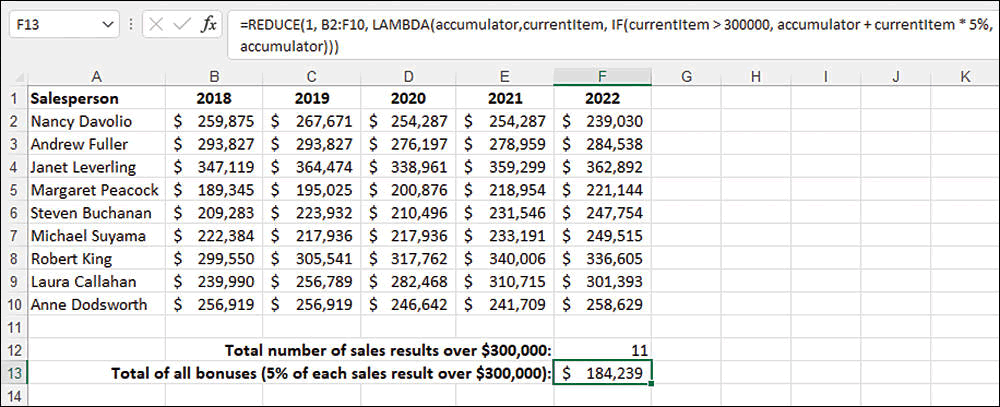 F13 fx =REDUCE(1, B2:F10, LAMBDA(accumulator,currentItem, IF(currentItem > 300000, accumulator + currentItem * 5%,
accumulator)))
A B C D E F G H I J K
1 Salesperson 2018 2019 2020 2021 2022
2 Nancy Davolio $ 259,875 $ 267,671 $ 254,287 $ 254,287 $ 239,030
3 Andrew Fuller $ 293,827 $ 293,827 $ 276,197 $ 278,959 $ 284,538
4 Janet Leverling $ 347,119 $ 364,474 $ 338,961 $ 359,299 $ 362,892
5 Margaret Peacock $ 189,345 $ 195,025 $ 200,876 $ 218,954 $ 221,144
6 Steven Buchanan $ 209,283 $ 223,932 $ 210,496 $ 231,546 $ 247,754
7 Michael Suyama $ 222,384 $ 217,936 $ 217,936 $ 233,191 $ 249,515
8 Robert King $ 299,550 $ 305,541 $ 317,762 $ 340,006 $ 336,605
9 Laura Callahan $ 239,990 $ 256,789 $ 282,468 $ 310,715 $ 301,393
10 Anne Dodsworth $ 256,919 $ 256,919 $ 246,642 $ 241,709 $ 258,629
11
12 Total number of sales results over $300,000: 11
13 Total of all bonuses (5% of each sales result over $300,000): $ 184,239
14